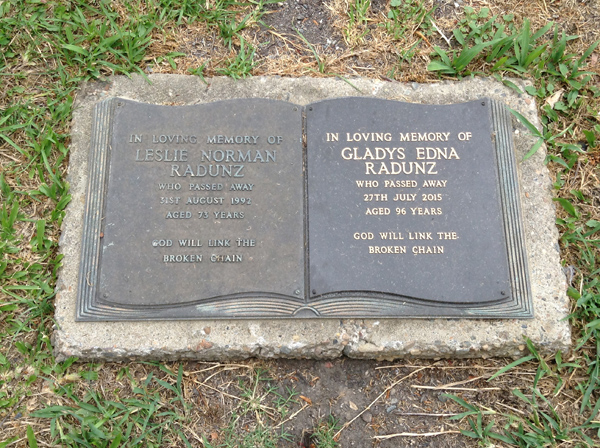 IN LOVING MEMORY OF
LESLIE NORMAN
RADUNZ
WHO PASSED AWAY
31ST AUGUST 1992
AGED 73 YEARS
GOD WILL LINK THE
BROKEN CHAIN
IN LOVING MEMORY OF
GLADYS EDNA
RADUNZ
WHO PASSED AWAY
27TH JULY 2015
AGED 96 YEARS
GOD WILL LINK THE
BROKEN CHAIN